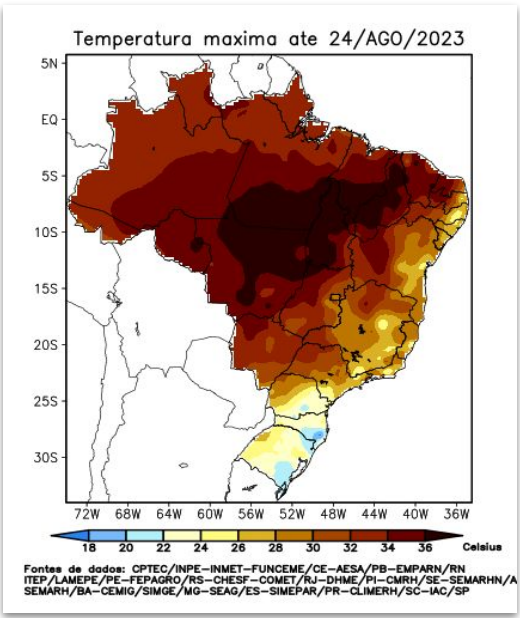 Temperatura maxima ate 24/AGO/2023
5N
EQ
5S
10S
15S
20S
25S
30S
72W 68W 64W 60W 56W 52W 48W 44W 40W 36W
18 20 22 24 26 28 30 32 34 36 Celsius
Fontes de dados: CPTEC/INPE-INMET-FUNCEME/CE-AESA/PB-EMPARN/RN
ITEP/LAMEPE/PE-FEPAGRO/RS-CHESF-COMET/RJ-DHME/PI-CMRH/SE-SEMARHN/A
SEMARH/BA-CEMIG/SIMGE/MG-SEAG/ES-SIMEPAR/PR-CLIMERH/SC-IAC/SP